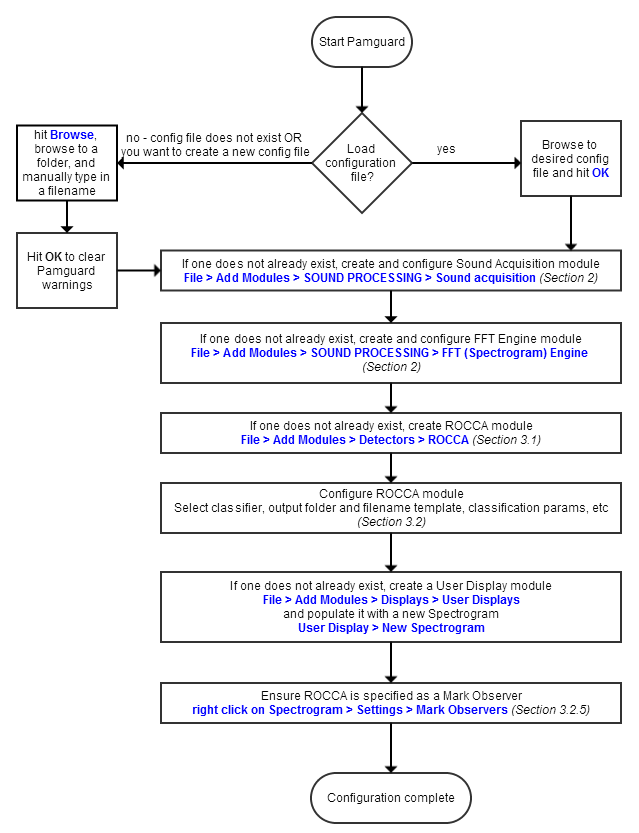 Start Pamguard
Load
configuration
file?
no - config file does not exist OR
you want to create a new config file
yes
hit Browse,
browse to a
folder, and
manually type in
a filename
Browse to
desired config
file and hit OK
Hit OK to clear
Pamguard
warnings
If one does not already exist, create and configure Sound Acquisition module
File > Add Modules > SOUND PROCESSING > Sound acquisition (Section 2)
If one does not already exist, create and configure FFT Engine module
File > Add Modules > SOUND PROCESSING > FFT (Spectrogram) Engine
(Section 2)
If one does not already exist, create ROCCA module
File > Add Modules > Detectors > ROCCA (Section 3.1)
Configure ROCCA module
Select classifier, output folder and filename template, classification params, etc
(Section 3.2)
If one does not already exist, create a User Display module
File > Add Modules > Displays > User Displays
and populate it with a new Spectrogram
User Display > New Spectrogram
Ensure ROCCA is specified as a Mark Observer
right click on Spectrogram > Settings > Mark Observers (Section 3.2.5)
Configuration complete